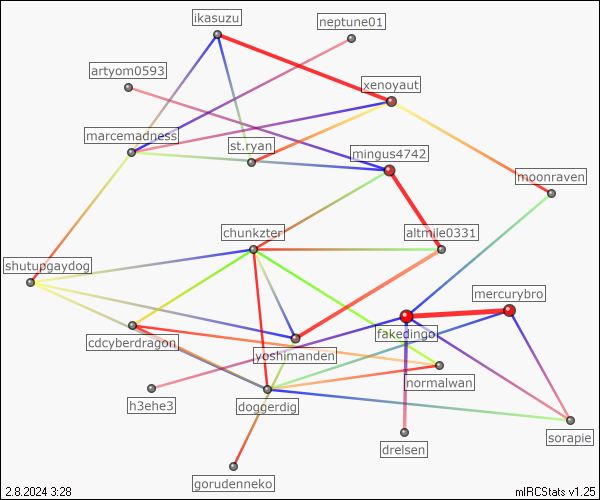 ikasuzu
neptune01
artyom0593
xenoyaut
marcemadness
st.ryan
mingus4742
moonraven
chunkzter
altmile0331
shutupgaydog
mercurybro
fakedingo
cdcyberdragon
yoshimanden
normalwan
h3ehe3
doggerdig
sorapie
drelsen
gorudenneko
2.8.2024 3:28
mIRCStats v1.25